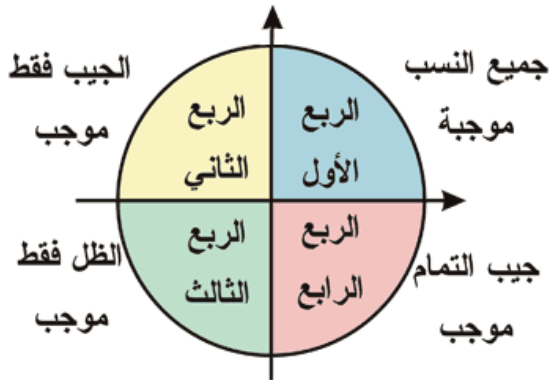 جميع النسب
موجبة
الجيب فقط
موجب
الربع
الأول
الربع
الثاني
الربع
الثالث
الربع
الرابع
الظل فقط
موجب
جيب التمام
موجب